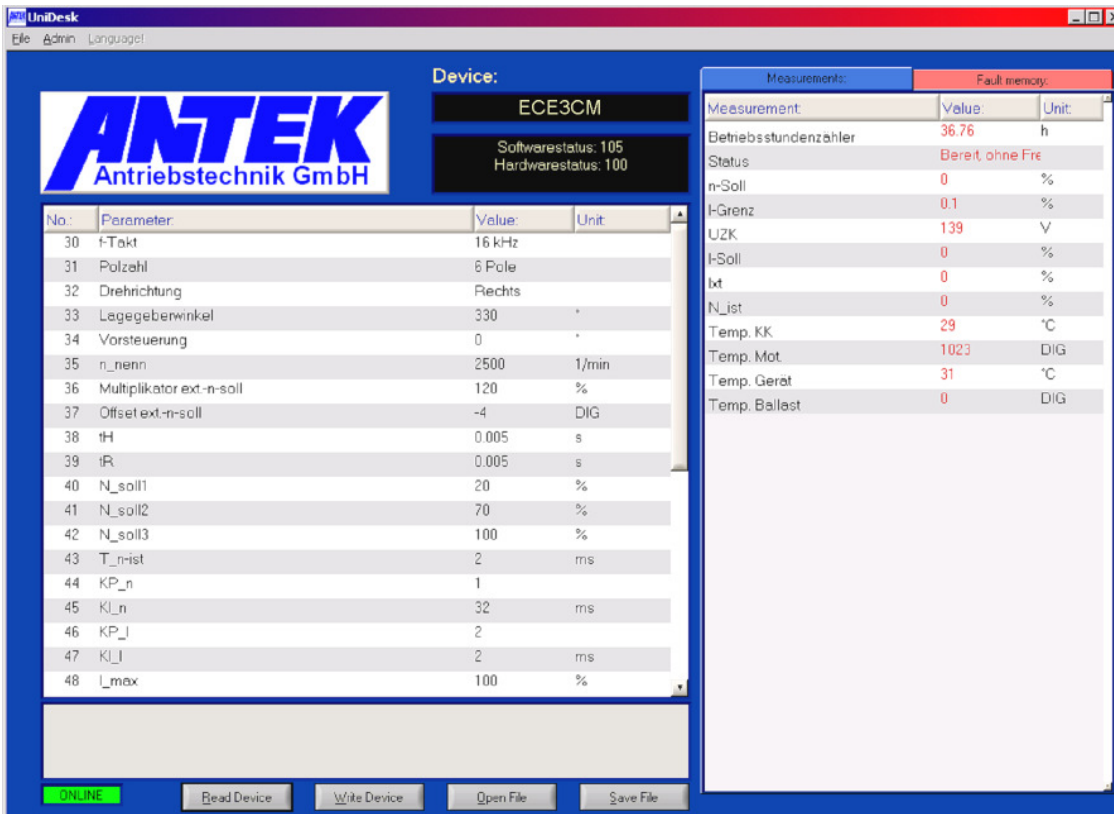 ANTEK UniDesk
File Admin Language!
Device:
ANTEK
Antriebstechnik GmbH
ECE3CM
Softwarestatus: 105
Hardwarestatus: 100
No.: Parameter: Value: Unit:
30 f-Takt 16 kHz
31 Polzahl 6 Pole
32 Drehrichtung Rechts
33 Lagegeberwinkel 330 °
34 Vorsteuerung 0 °
35 n_nenn 2500 1/min
36 Multiplikator ext.-n-soll 120 %
37 Offset ext.-n-soll -4 DIG
38 tH 0.005 s
39 tR 0.005 s
40 N_soll1 20 %
41 N_soll2 70 %
42 N_soll3 100 %
43 T_n-ist 2 ms
44 KP_n 1
45 KI_n 32 ms
46 KP_I 2
47 KI_I 2 ms
48 I_max 100 %
ONLINE Read Device Write Device Open File Save File
Measurements: Fault memory:
Measurement: Value: Unit:
Betriebsstundenzähler 36.76 h
Status Bereit, ohne Fre
n-Soll 0 %
I-Grenz 0.1 %
UZK 139 V
I-Soll 0 %
Ixt 0 %
N_ist 0 %
Temp. KK 29 °C
Temp. Mot. 1023 DIG
Temp. Gerät 31 °C
Temp. Ballast 0 DIG